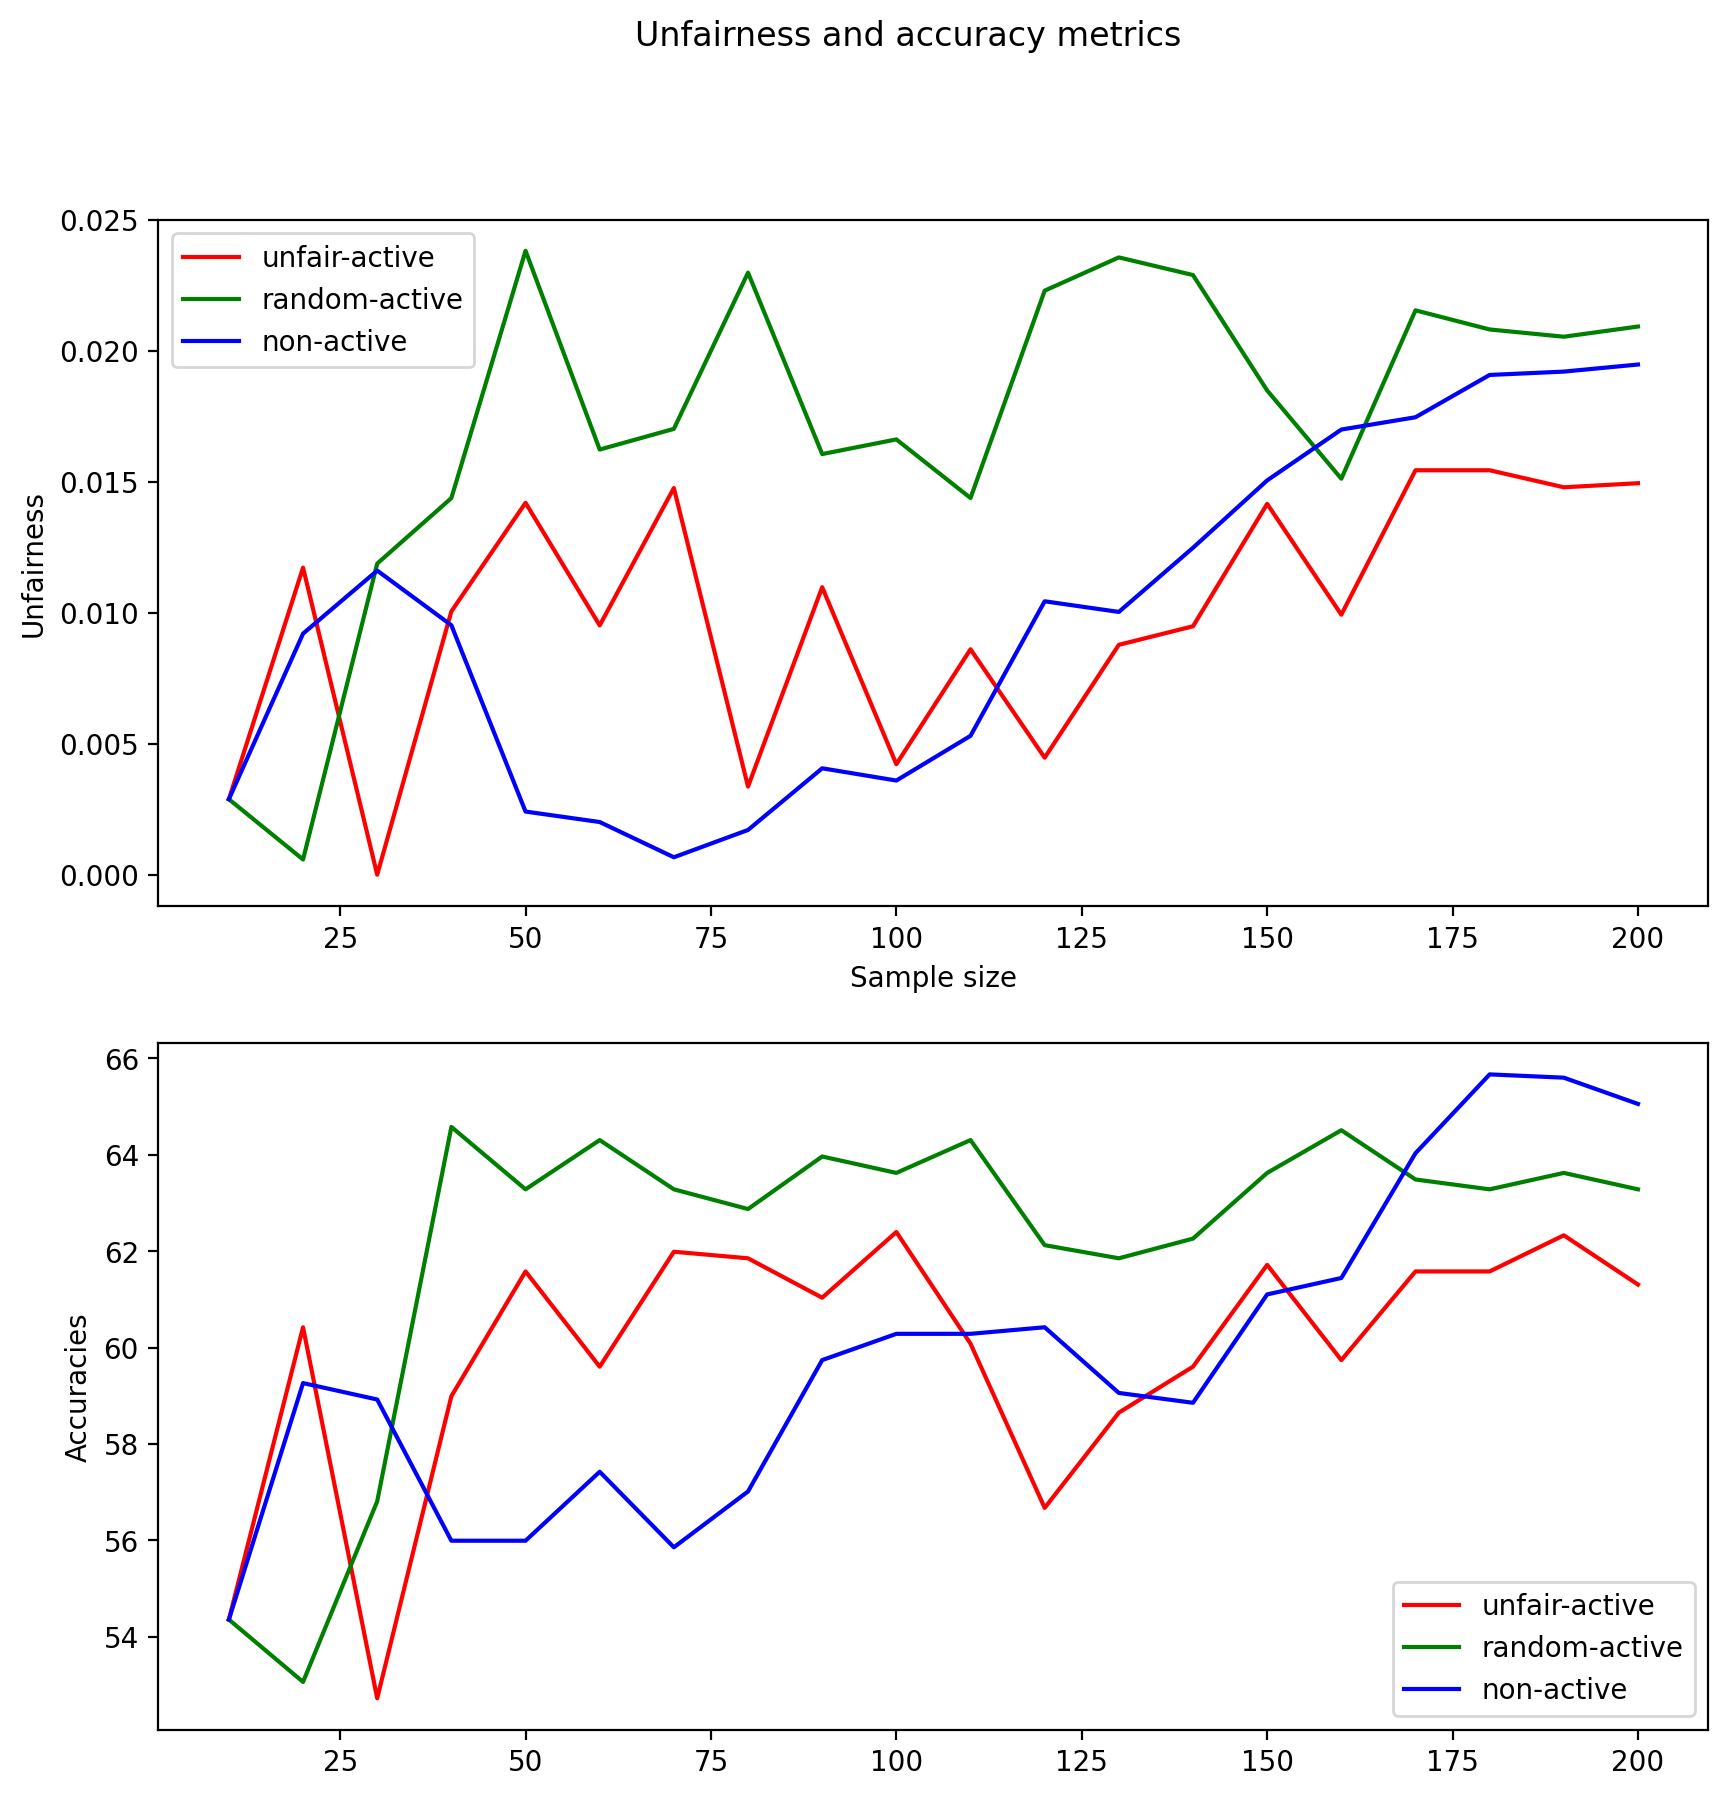 Unfairness and accuracy metrics
0.025
0.020
0.015
0.010
0.005
0.000
Unfairness
unfair-active
random-active
non-active
25 50 75 100 125 150 175 200
Sample size
66
64
62
60
58
56
54
Accuracies
unfair-active
random-active
non-active
25 50 75 100 125 150 175 200